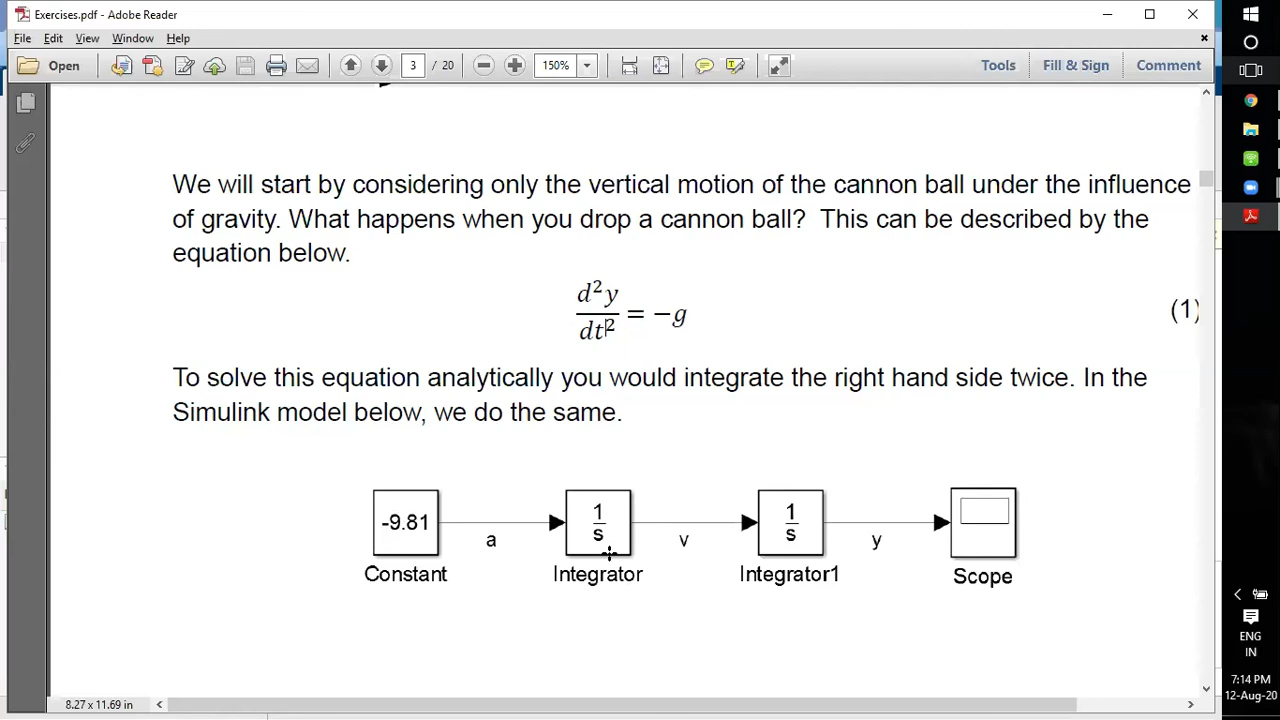 Exercises.pdf - Adobe Reader
File Edit View Window Help
Open 3 / 20 150% Tools Fill & Sign Comment
We will start by considering only the vertical motion of the cannon ball under the influence
of gravity. What happens when you drop a cannon ball? This can be described by the
equation below.
d²y
dt² = −g (1)
To solve this equation analytically you would integrate the right hand side twice. In the
Simulink model below, we do the same.
-9.81 a 1/s v 1/s y
Constant Integrator Integrator1 Scope
8.27 x 11.69 in
ENG
IN
7:14 PM
12-Aug-20